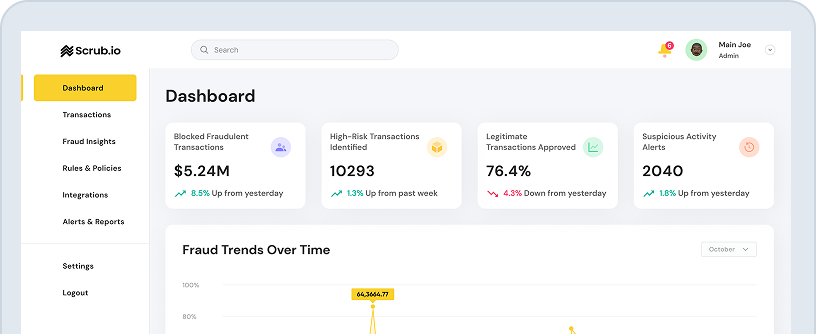 Scrub.io
Search
6
Main Joe
Admin
Dashboard
Transactions
Fraud Insights
Rules & Policies
Integrations
Alerts & Reports
Settings
Logout
Dashboard
Blocked Fraudulent
Transactions
$5.24M
8.5% Up from yesterday
High-Risk Transactions
Identified
10293
1.3% Up from past week
Legitimate
Transactions Approved
76.4%
4.3% Down from yesterday
Suspicious Activity
Alerts
2040
1.8% Up from yesterday
Fraud Trends Over Time
October
100%
64,3664.77
80%